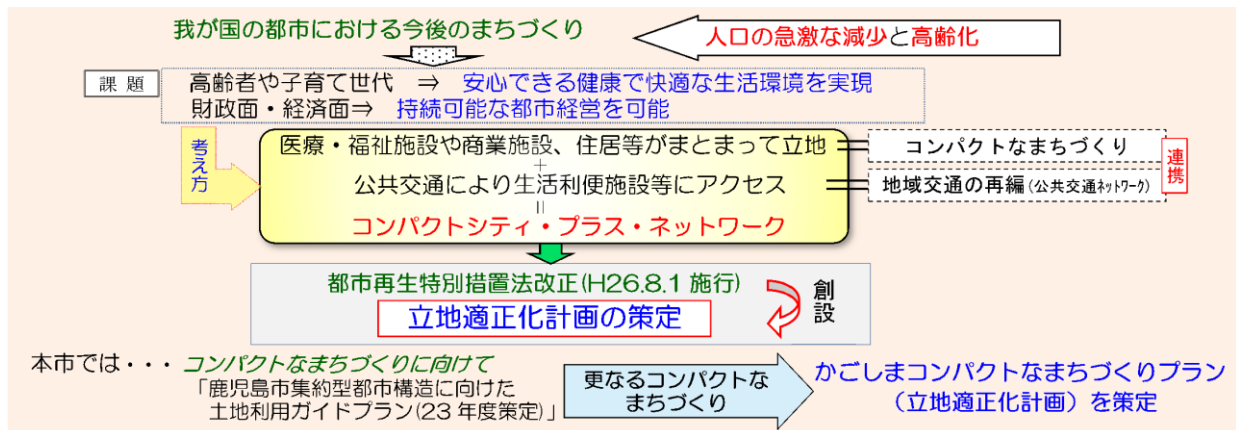 我が国の都市における今後のまちづくり
人口の急激な減少と高齢化
課題
高齢者や子育て世代 ⇒ 安心できる健康で快適な生活環境を実現
財政面・経済面⇒ 持続可能な都市経営を可能
考え方
医療・福祉施設や商業施設、住居等がまとまって立地
+
公共交通により生活利便施設等にアクセス
=
コンパクトシティ・プラス・ネットワーク
コンパクトなまちづくり
地域交通の再編(公共交通ネットワーク)
連携
都市再生特別措置法改正(H26.8.1 施行)
立地適正化計画の策定
創設
本市では・・・ コンパクトなまちづくりに向けて
「鹿児島市集約型都市構造に向けた
土地利用ガイドプラン(23 年度策定)」
更なるコンパクトな
まちづくり
かごしまコンパクトなまちづくりプラン
(立地適正化計画)を策定